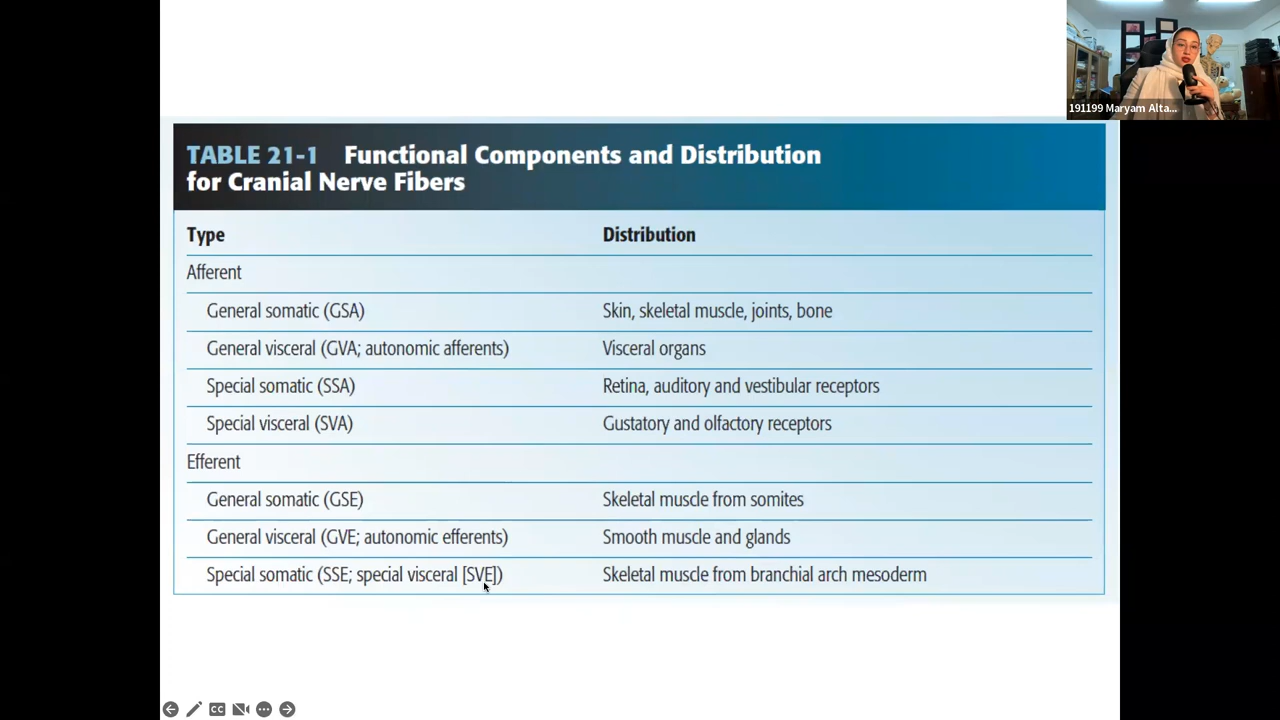 191199 Maryam Alta...
TABLE 21-1 Functional Components and Distribution
for Cranial Nerve Fibers
Type Distribution
Afferent
General somatic (GSA) Skin, skeletal muscle, joints, bone
General visceral (GVA; autonomic afferents) Visceral organs
Special somatic (SSA) Retina, auditory and vestibular receptors
Special visceral (SVA) Gustatory and olfactory receptors
Efferent
General somatic (GSE) Skeletal muscle from somites
General visceral (GVE; autonomic efferents) Smooth muscle and glands
Special somatic (SSE; special visceral [SVE]) Skeletal muscle from branchial arch mesoderm
CC